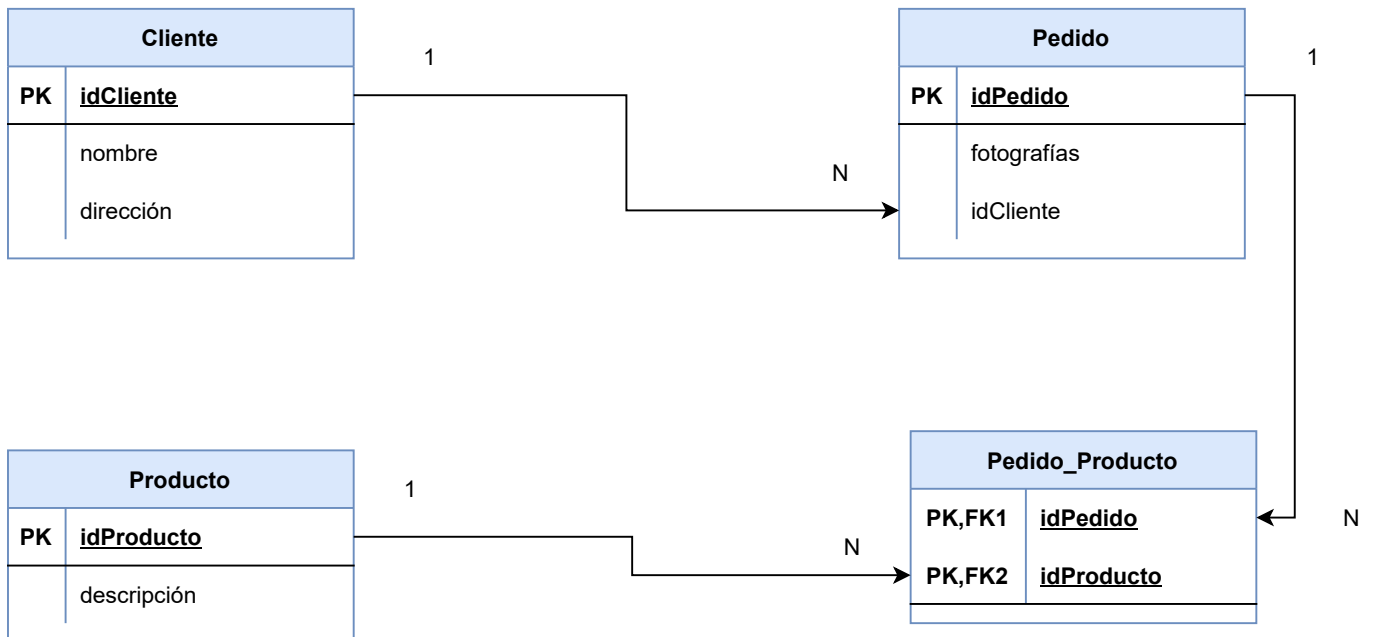 Cliente
PK idCliente
nombre
dirección
1
N
Pedido
PK idPedido
fotografías
idCliente
1
Producto
PK idProducto
descripción
1
N
Pedido_Producto
PK,FK1 idPedido
PK,FK2 idProducto
N